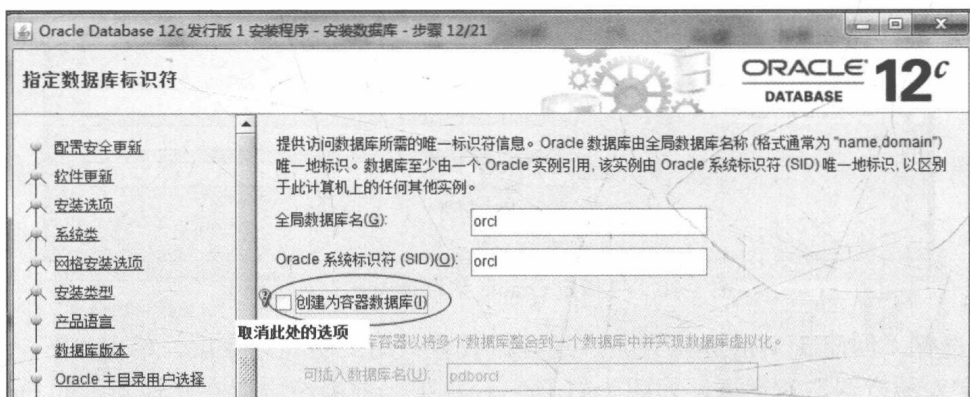 Oracle Database 12c 发行版 1 安装程序 - 安装数据库 - 步骤 12/21
指定数据库标识符
ORACLE
DATABASE
12c
配置安全更新
软件更新
安装选项
系统类
网格安装选项
安装类型
产品语言
数据库版本
Oracle 主目录用户选择
提供访问数据库所需的唯一标识符信息。Oracle 数据库由全局数据库名称 (格式通常为 "name.domain")
唯一地标识。数据库至少由一个 Oracle 实例引用, 该实例由 Oracle 系统标识符 (SID) 唯一地标识, 以区别
于此计算机上的任何其他实例。
全局数据库名(G): orcl
Oracle 系统标识符 (SID)(O): orcl
创建为容器数据库(I)
取消此处的选项
容器以将多个数据库整合到一个数据库中并实现数据库虚拟化。
可插入数据库名(U): pdborcl